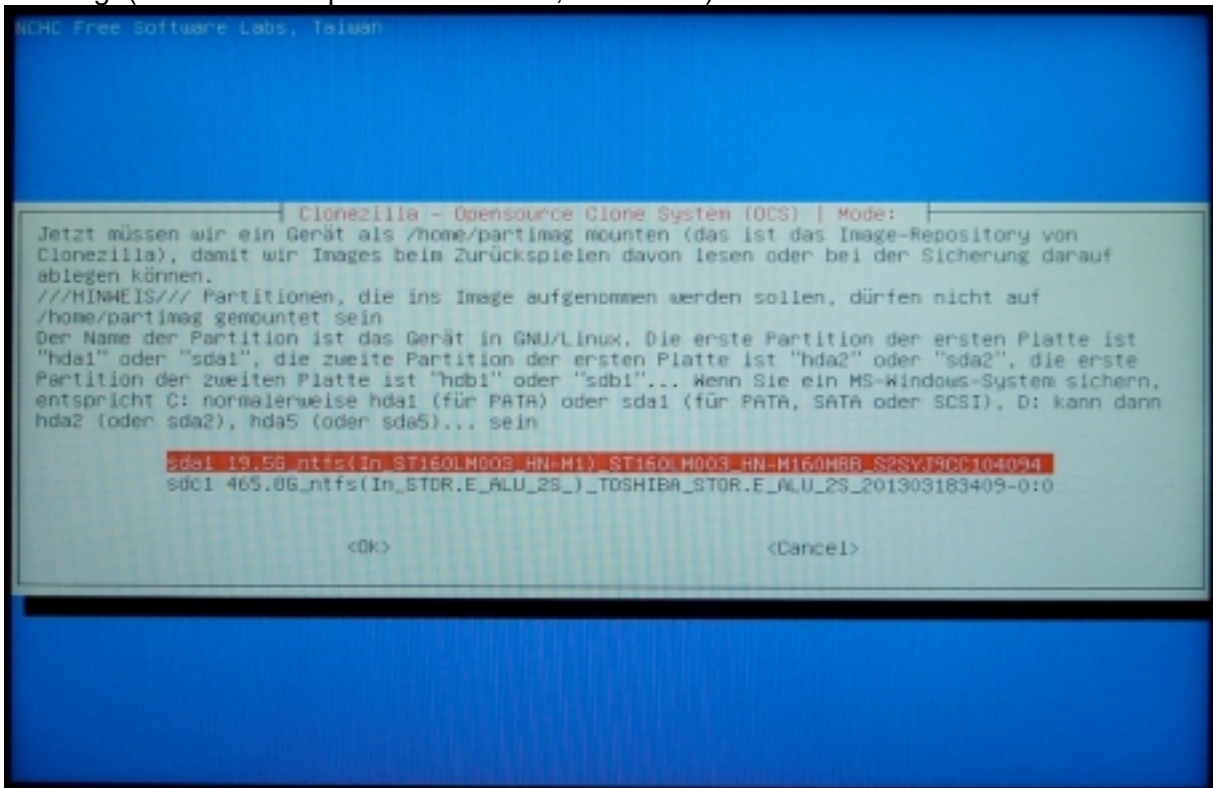 NCHC Free Software Labs, Taiwan
Clonezilla - Opensource Clone System (OCS) | Mode:
Jetzt müssen wir ein Gerät als /home/partimag mounten (das ist das Image-Repository von
Clonezilla), damit wir Images beim Zurückspielen davon lesen oder bei der Sicherung darauf
ablegen können.
///HINWEIS/// Partitionen, die ins Image aufgenommen werden sollen, dürfen nicht auf
/home/partimag gemountet sein
Der Name der Partition ist das Gerät in GNU/Linux. Die erste Partition der ersten Platte ist
"hda1" oder "sda1", die zweite Partition der ersten Platte ist "hda2" oder "sda2", die erste
Partition der zweiten Platte ist "hdb1" oder "sdb1"... Wenn Sie ein MS-Windows-System sichern,
entspricht C: normalerweise hda1 (für PATA) oder sda1 (für PATA, SATA oder SCSI), D: kann dann
hda2 (oder sda2), hda5 (oder sda5)... sein
sda1 19.5G_ntfs(In_ST160LM003_HN-M1)_ST160LM003_HN-M160MBB_S2SYJ9CC104094
sdc1 465.8G_ntfs(In_STOR.E_ALU_2S_)_TOSHIBA_STOR.E_ALU_2S_201303183409-0:0
<Ok> <Cancel>